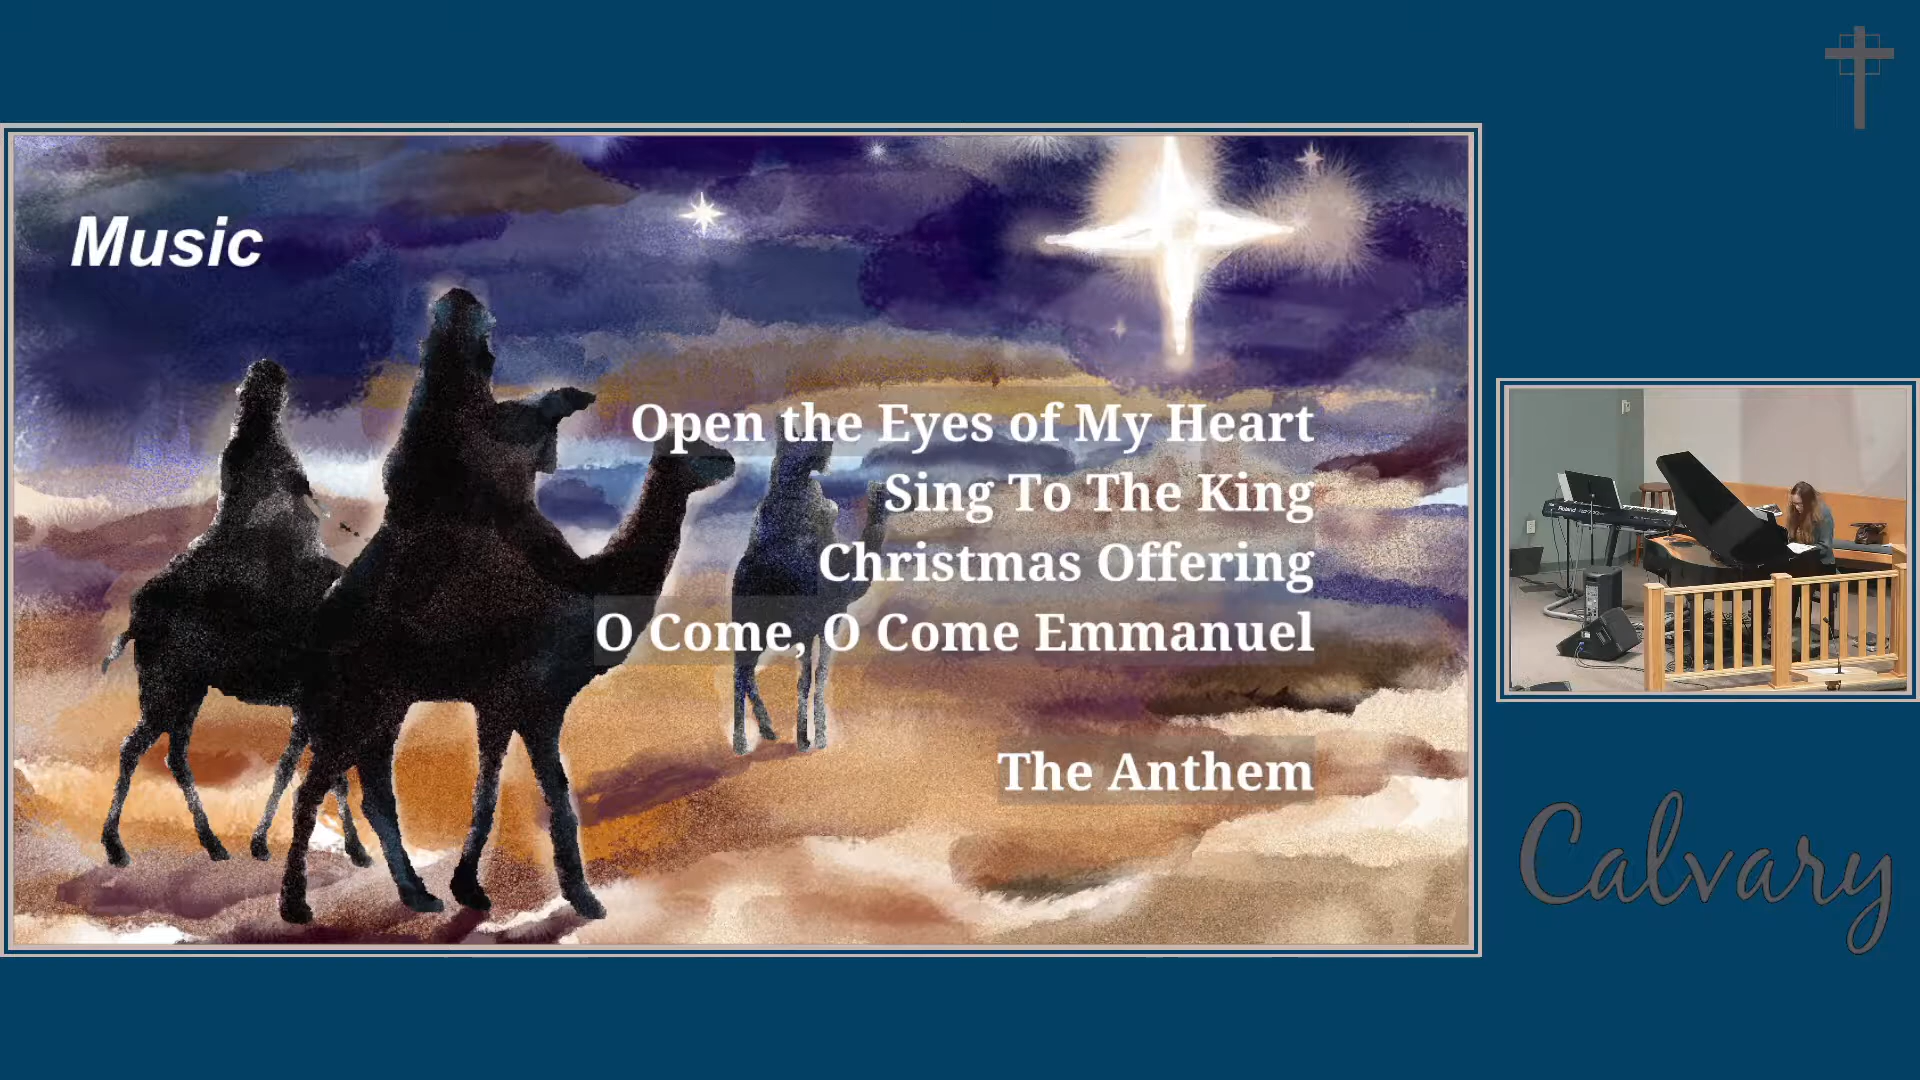 Music
Open the Eyes of My Heart
Sing To The King
Christmas Offering
O Come, O Come Emmanuel
The Anthem
Roland
Calvary